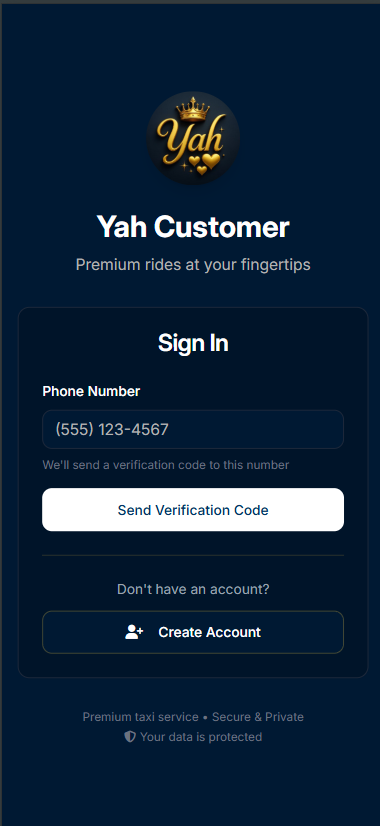 Yah
Yah Customer
Premium rides at your fingertips
Sign In
Phone Number
(555) 123-4567
We'll send a verification code to this number
Send Verification Code
Don't have an account?
Create Account
Premium taxi service • Secure & Private
Your data is protected